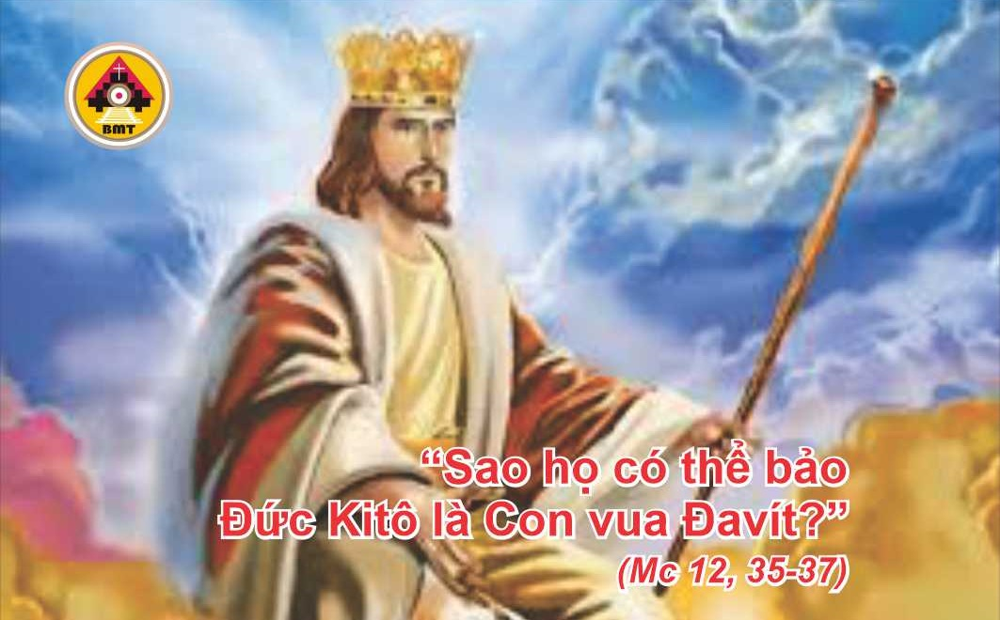 BMT
“Sao họ có thể bảo
Đức Kitô là Con vua Đavít?”
(Mc 12, 35-37)